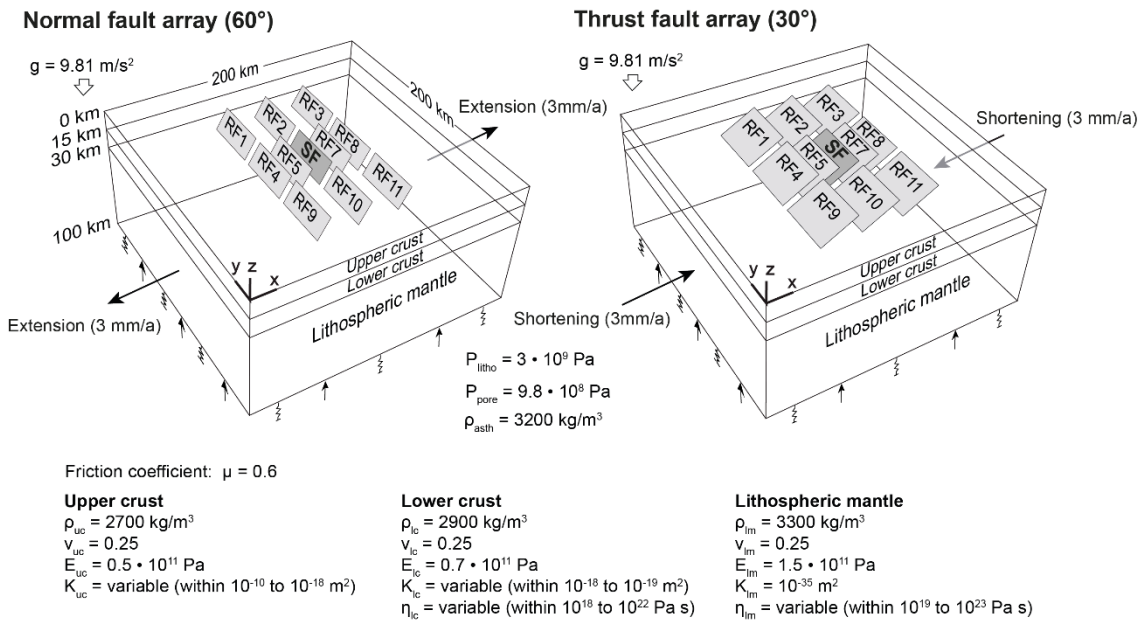 Normal fault array (60°)
g = 9.81 m/s²
200 km
200 km
0 km
15 km
30 km
100 km
Extension (3mm/a)
RF1
RF2
RF3
RF4
RF5
SF
RF7
RF8
RF9
RF10
RF11
y z
x
Upper crust
Lower crust
Lithospheric mantle
Extension (3 mm/a)
Thrust fault array (30°)
g = 9.81 m/s²
Shortening (3 mm/a)
RF1
RF2
RF3
RF4
RF5
SF
RF7
RF8
RF9
RF10
RF11
y z
x
Upper crust
Lower crust
Lithospheric mantle
Shortening (3mm/a)
P_litho = 3 • 10⁹ Pa
P_pore = 9.8 • 10⁸ Pa
ρ_asth = 3200 kg/m³
Friction coefficient: μ = 0.6
Upper crust
ρ_uc = 2700 kg/m³
ν_uc = 0.25
E_uc = 0.5 • 10¹¹ Pa
K_uc = variable (within 10⁻¹⁰ to 10⁻¹⁸ m²)
Lower crust
ρ_lc = 2900 kg/m³
ν_lc = 0.25
E_lc = 0.7 • 10¹¹ Pa
K_lc = variable (within 10⁻¹⁸ to 10⁻¹⁹ m²)
η_lc = variable (within 10¹⁸ to 10²² Pa s)
Lithospheric mantle
ρ_lm = 3300 kg/m³
ν_lm = 0.25
E_lm = 1.5 • 10¹¹ Pa
K_lm = 10⁻³⁵ m²
η_lm = variable (within 10¹⁹ to 10²³ Pa s)